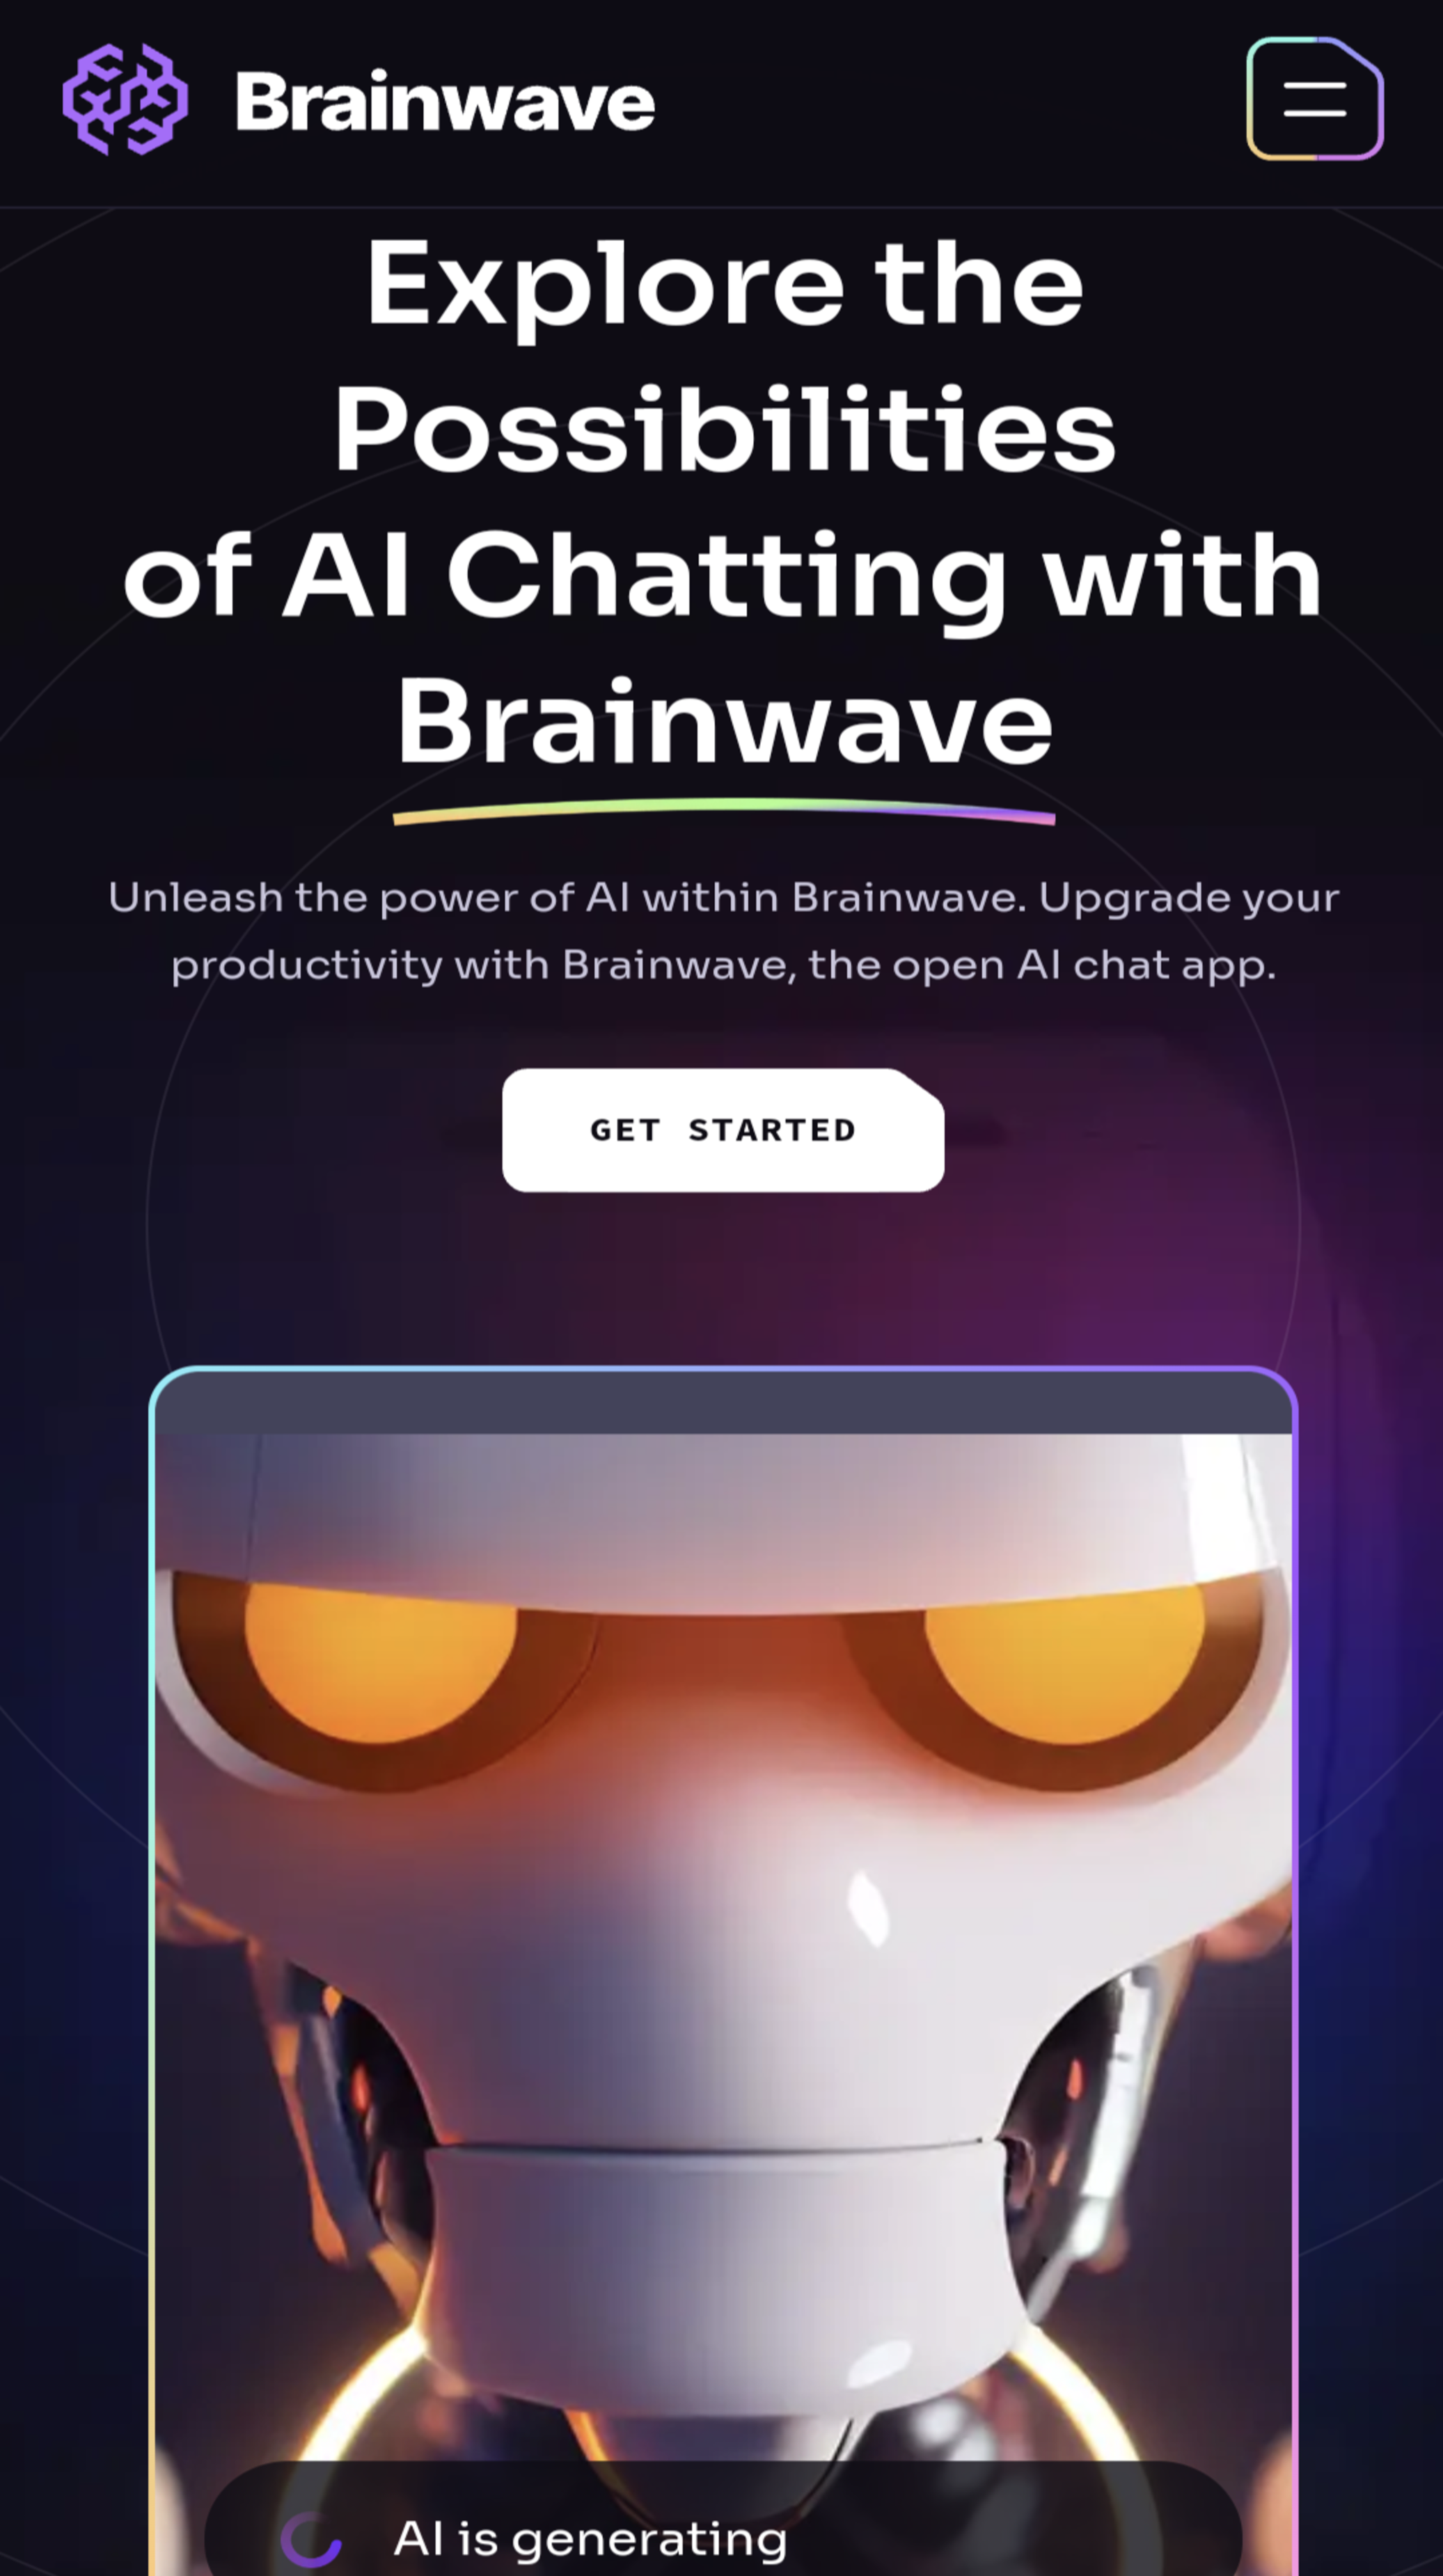 Brainwave
Explore the
Possibilities
of AI Chatting with
Brainwave
Unleash the power of AI within Brainwave. Upgrade your
productivity with Brainwave, the open AI chat app.
GET STARTED
AI is generating